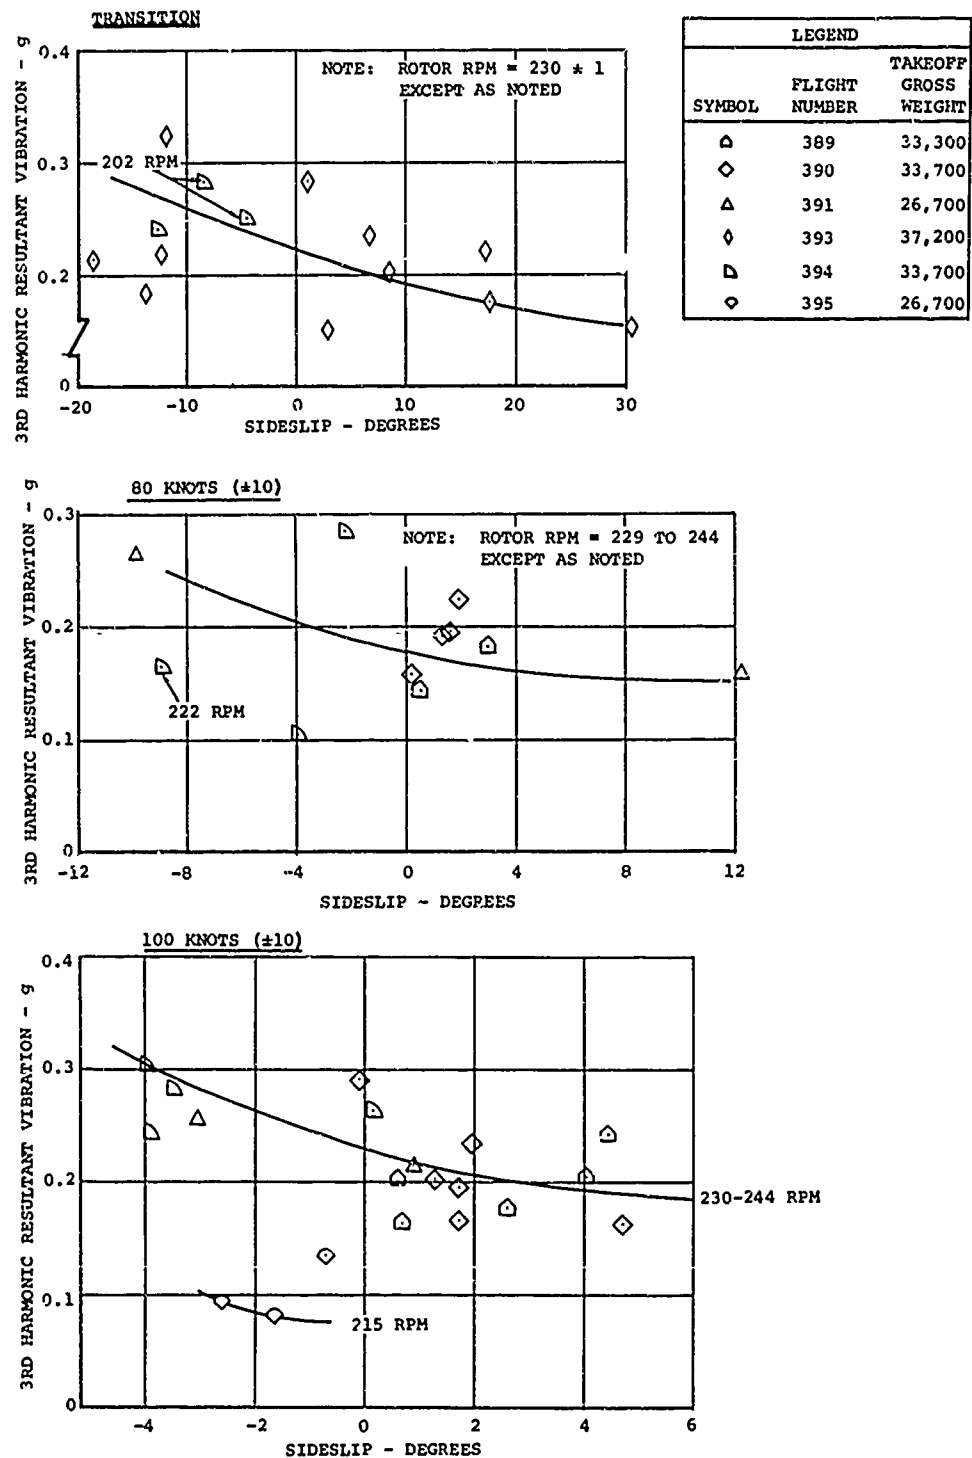 TRANSITION
3RD HARMONIC RESULTANT VIBRATION - g
0.4
0.3
0.2
0
NOTE: ROTOR RPM = 230 ± 1
EXCEPT AS NOTED
202 RPM
-20 -10 0 10 20 30
SIDESLIP - DEGREES
LEGEND
SYMBOL FLIGHT NUMBER TAKEOFF GROSS WEIGHT
389 33,300
390 33,700
391 26,700
393 37,200
394 33,700
395 26,700
80 KNOTS (±10)
3RD HARMONIC RESULTANT VIBRATION - g
0.3
0.2
0.1
0
NOTE: ROTOR RPM = 229 TO 244
EXCEPT AS NOTED
222 RPM
-12 -8 -4 0 4 8 12
SIDESLIP - DEGREES
100 KNOTS (±10)
3RD HARMONIC RESULTANT VIBRATION - g
0.4
0.3
0.2
0.1
0
230-244 RPM
215 RPM
-4 -2 0 2 4 6
SIDESLIP - DEGREES